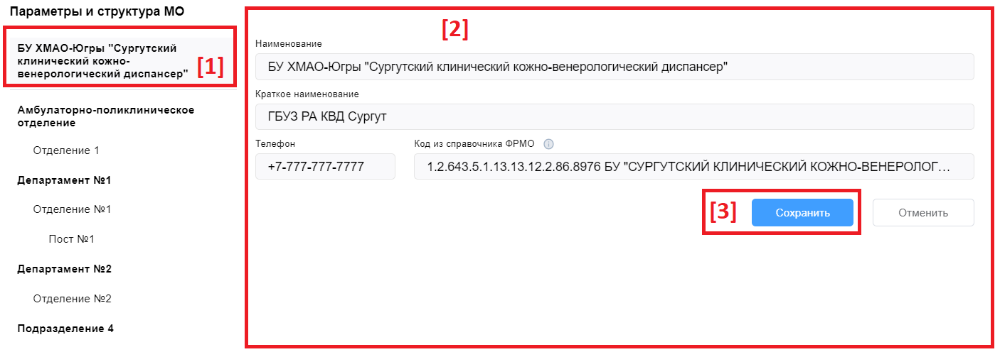 Параметры и структура МО
БУ ХМАО-Югры "Сургутский
клинический кожно-
венерологический диспансер"
[1]
Амбулаторно-поликлиническое
отделение
Отделение 1
Департамент №1
Отделение №1
Пост №1
Департамент №2
Отделение №2
Подразделение 4
[2]
Наименование
БУ ХМАО-Югры "Сургутский клинический кожно-венерологический диспансер"
Краткое наименование
ГБУЗ РА КВД Сургут
Телефон
Код из справочника ФРМО
+7-777-777-7777
1.2.643.5.1.13.13.12.2.86.8976 БУ "СУРГУТСКИЙ КЛИНИЧЕСКИЙ КОЖНО-ВЕНЕРОЛОГ...
[3]
Сохранить
Отменить